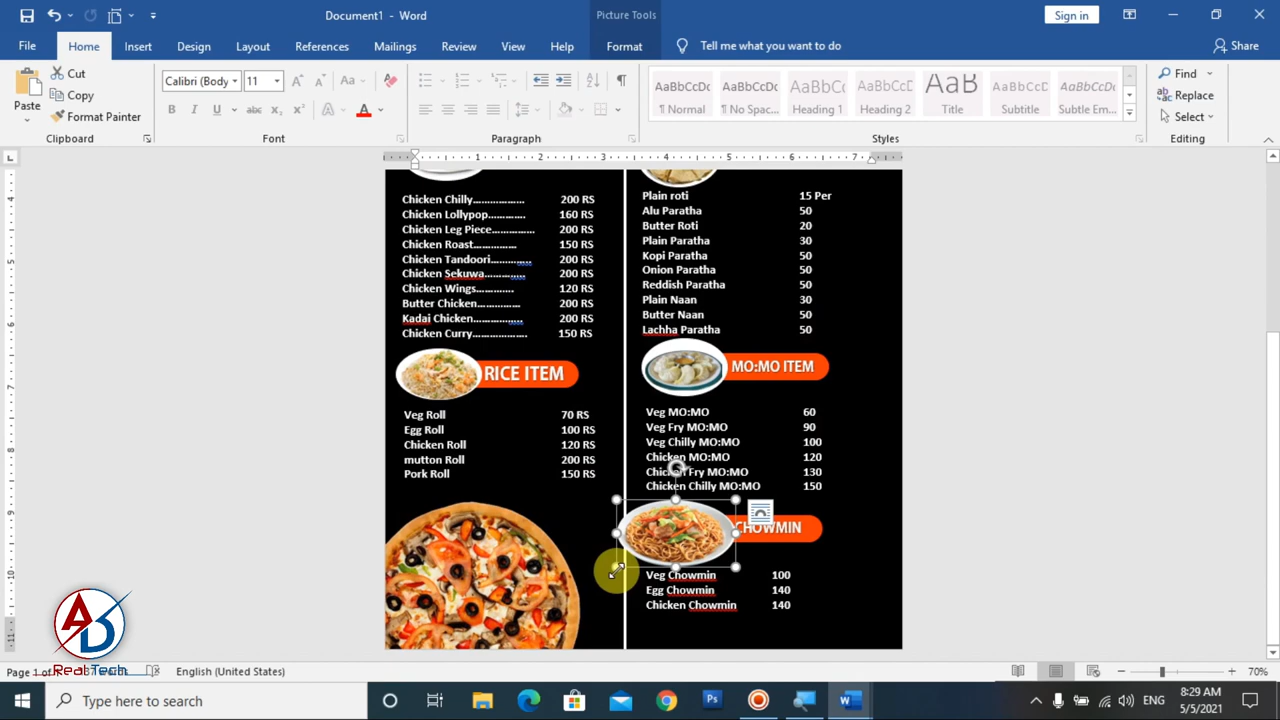 Document1 - Word
Picture Tools
Sign in
File
Home
Insert
Design
Layout
References
Mailings
Review
View
Help
Format
Tell me what you want to do
Share
Paste
Cut
Copy
Format Painter
Clipboard
Calibri (Body
11
Font
Paragraph
AaBbCcDc
¶ Normal
AaBbCcDc
¶ No Spac...
AaBbCc
Heading 1
AaBbCcD
Heading 2
AaB
Title
AaBbCcD
Subtitle
AaBbCcDc
Subtle Em...
Styles
Find
Replace
Select
Editing
Chicken Chilly.................. 200 RS
Chicken Lollypop............. 160 RS
Chicken Leg Piece............... 200 RS
Chicken Roast............... 150 RS
Chicken Tandoori.............. 200 RS
Chicken Sekuwa.............. 200 RS
Chicken Wings............. 120 RS
Butter Chicken............... 200 RS
Kadai Chicken................. 200 RS
Chicken Curry.................... 150 RS
RICE ITEM
Veg Roll 70 RS
Egg Roll 100 RS
Chicken Roll 120 RS
mutton Roll 200 RS
Pork Roll 150 RS
Plain roti 15 Per
Alu Paratha 50
Butter Roti 20
Plain Paratha 30
Kopi Paratha 50
Onion Paratha 50
Reddish Paratha 50
Plain Naan 30
Butter Naan 50
Lachha Paratha 50
MO:MO ITEM
Veg MO:MO 60
Veg Fry MO:MO 90
Veg Chilly MO:MO 100
Chicken MO:MO 120
Chicken Fry MO:MO 130
Chicken Chilly MO:MO 150
CHOWMIN
Veg Chowmin 100
Egg Chowmin 140
Chicken Chowmin 140
RealTech
Page 1 of
English (United States)
70%
Type here to search
ENG
8:29 AM
5/5/2021